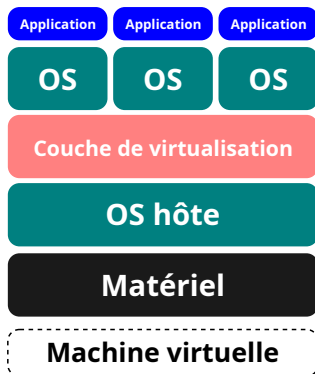 Application Application Application
OS OS OS
Couche de virtualisation
OS hôte
Matériel
Machine virtuelle